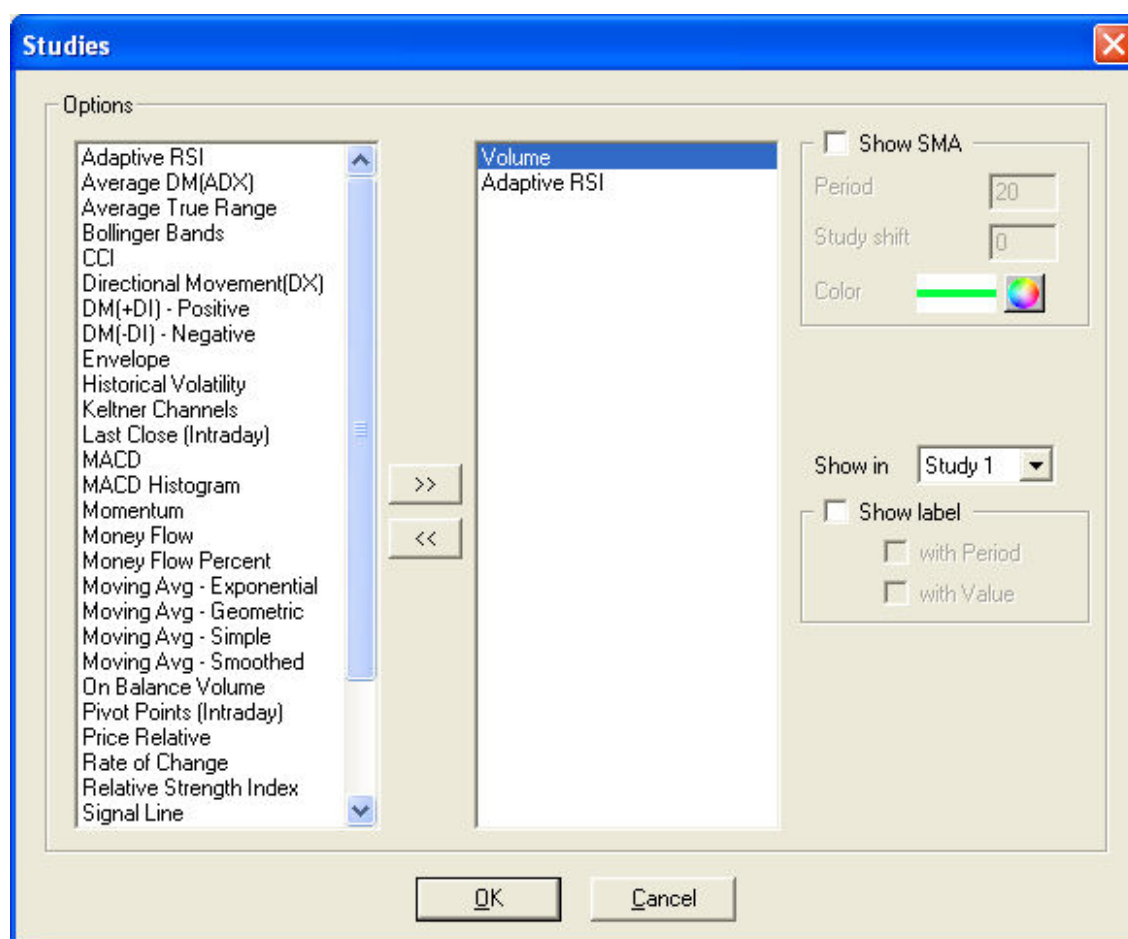 Studies
Options
Adaptive RSI
Average DM(ADX)
Average True Range
Bollinger Bands
CCI
Directional Movement(DX)
DM(+DI) - Positive
DM(-DI) - Negative
Envelope
Historical Volatility
Keltner Channels
Last Close (Intraday)
MACD
MACD Histogram
Momentum
Money Flow
Money Flow Percent
Moving Avg - Exponential
Moving Avg - Geometric
Moving Avg - Simple
Moving Avg - Smoothed
On Balance Volume
Pivot Points (Intraday)
Price Relative
Rate of Change
Relative Strength Index
Signal Line
>>
<<
Volume
Adaptive RSI
Show SMA
Period 20
Study shift 0
Color
Show in Study 1
Show label
with Period
with Value
OK Cancel